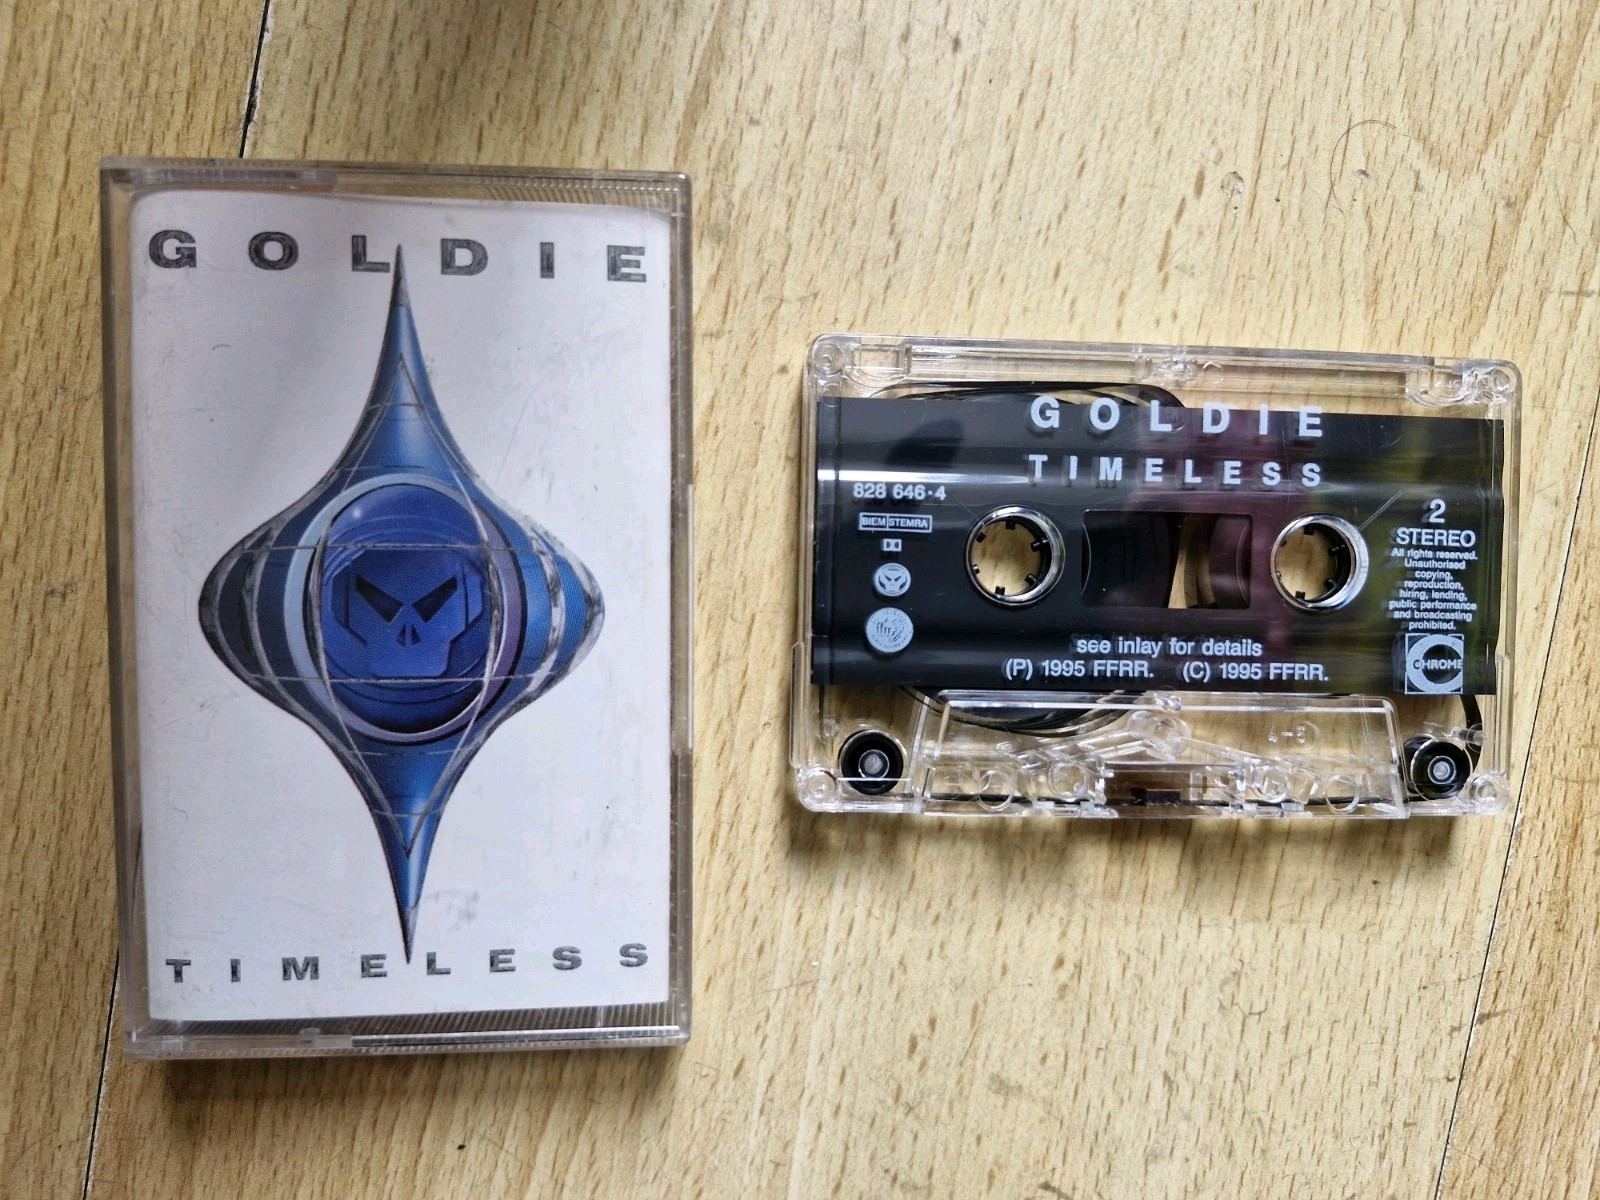 GOLDIE
TIMELESS
GOLDIE
TIMELESS
828 646·4
BIEM STEMRA
2
STEREO
All rights reserved.
Unauthorised
copying,
reproduction,
hiring, lending,
public performance
and broadcasting
prohibited.
CHROME
see inlay for details
(P) 1995 FFRR. (C) 1995 FFRR.